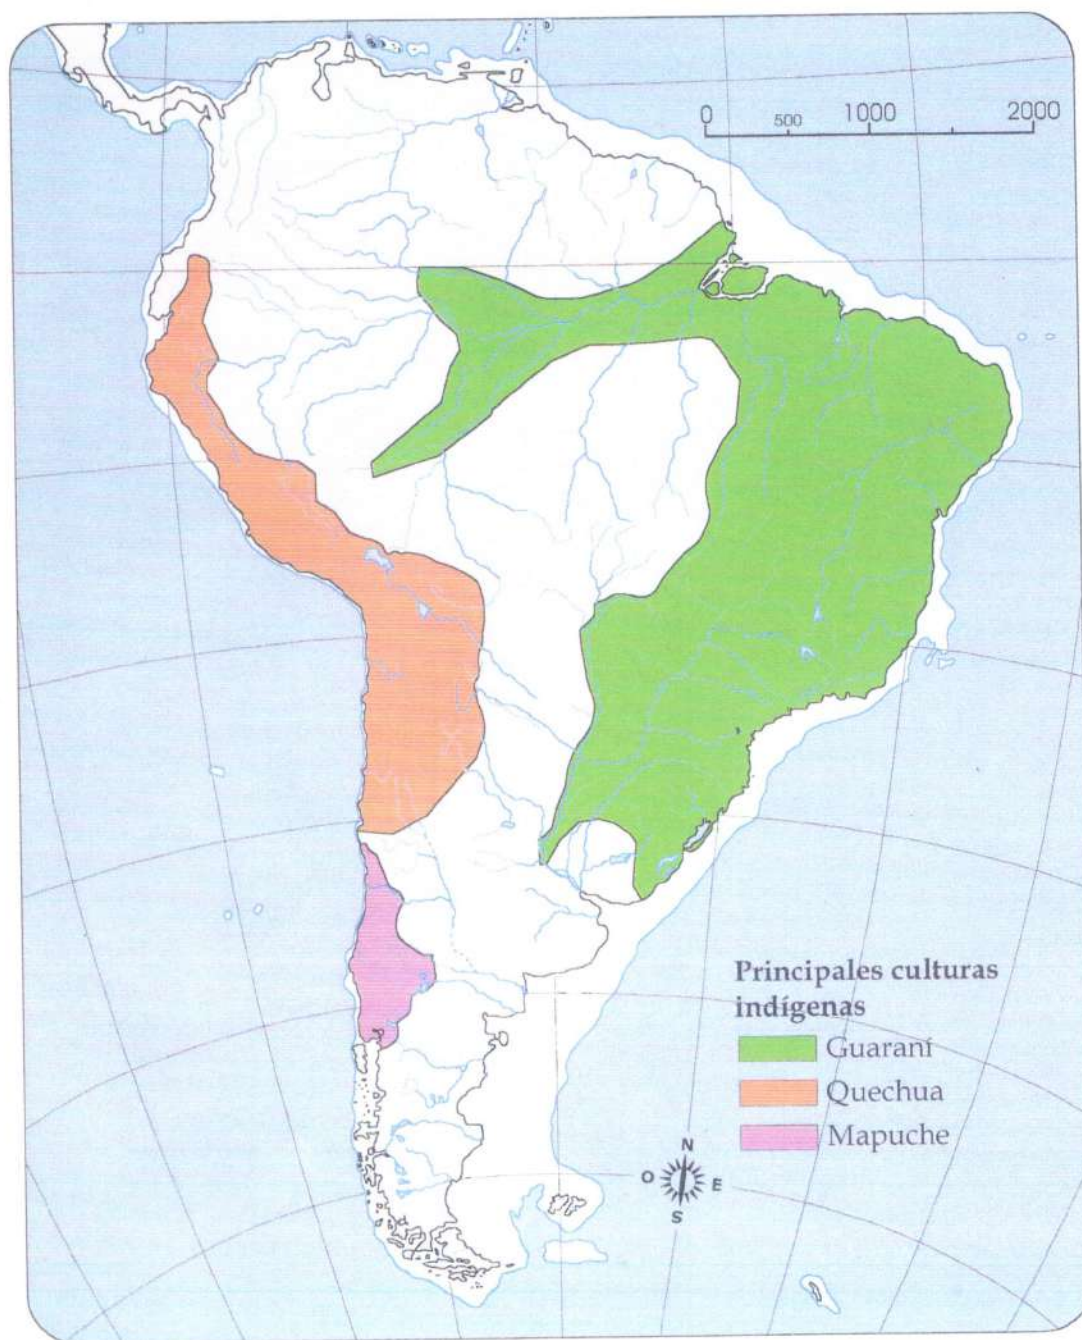 0 500 1000 2000
Principales culturas
indígenas
Guaraní
Quechua
Mapuche
N
O E
S